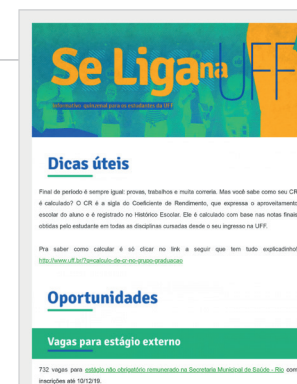 Se Liga na UFF
Informativo quinzenal para os estudantes da UFF
Dicas úteis
Final de período é sempre igual: provas, trabalhos e muita correria. Mas você sabe como seu CR
é calculado? O CR é a sigla do Coeficiente de Rendimento, que expressa o aproveitamento
escolar do aluno e é registrado no Histórico Escolar. Ele é calculado com base nas notas finais
obtidas pelo estudante em todas as disciplinas cursadas desde o seu ingresso na UFF.
Pra saber como calcular é só clicar no link a seguir que tem tudo explicadinho!
http://www.uff.br/?q=calculo-de-cr-no-grupo-graduacao
Oportunidades
Vagas para estágio externo
732 vagas para estágio não obrigatório remunerado na Secretaria Municipal de Saúde - Rio com
inscrições até 10/12/19.